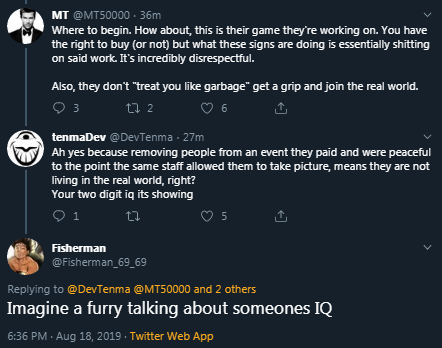 MT @MT50000 · 36m
Where to begin. How about, this is their game they're working on. You have
the right to buy (or not) but what these signs are doing is essentially shitting
on said work. It's incredibly disrespectful.
Also, they don't "treat you like garbage" get a grip and join the real world.
3 2 6
tenmaDev @DevTenma · 27m
Ah yes because removing people from an event they paid and were peaceful
to the point the same staff allowed them to take picture, means they are not
living in the real world, right?
Your two digit iq its showing
1 5
Fisherman
@Fisherman_69_69
Replying to @DevTenma @MT50000 and 2 others
Imagine a furry talking about someones IQ
6:36 PM · Aug 18, 2019 · Twitter Web App